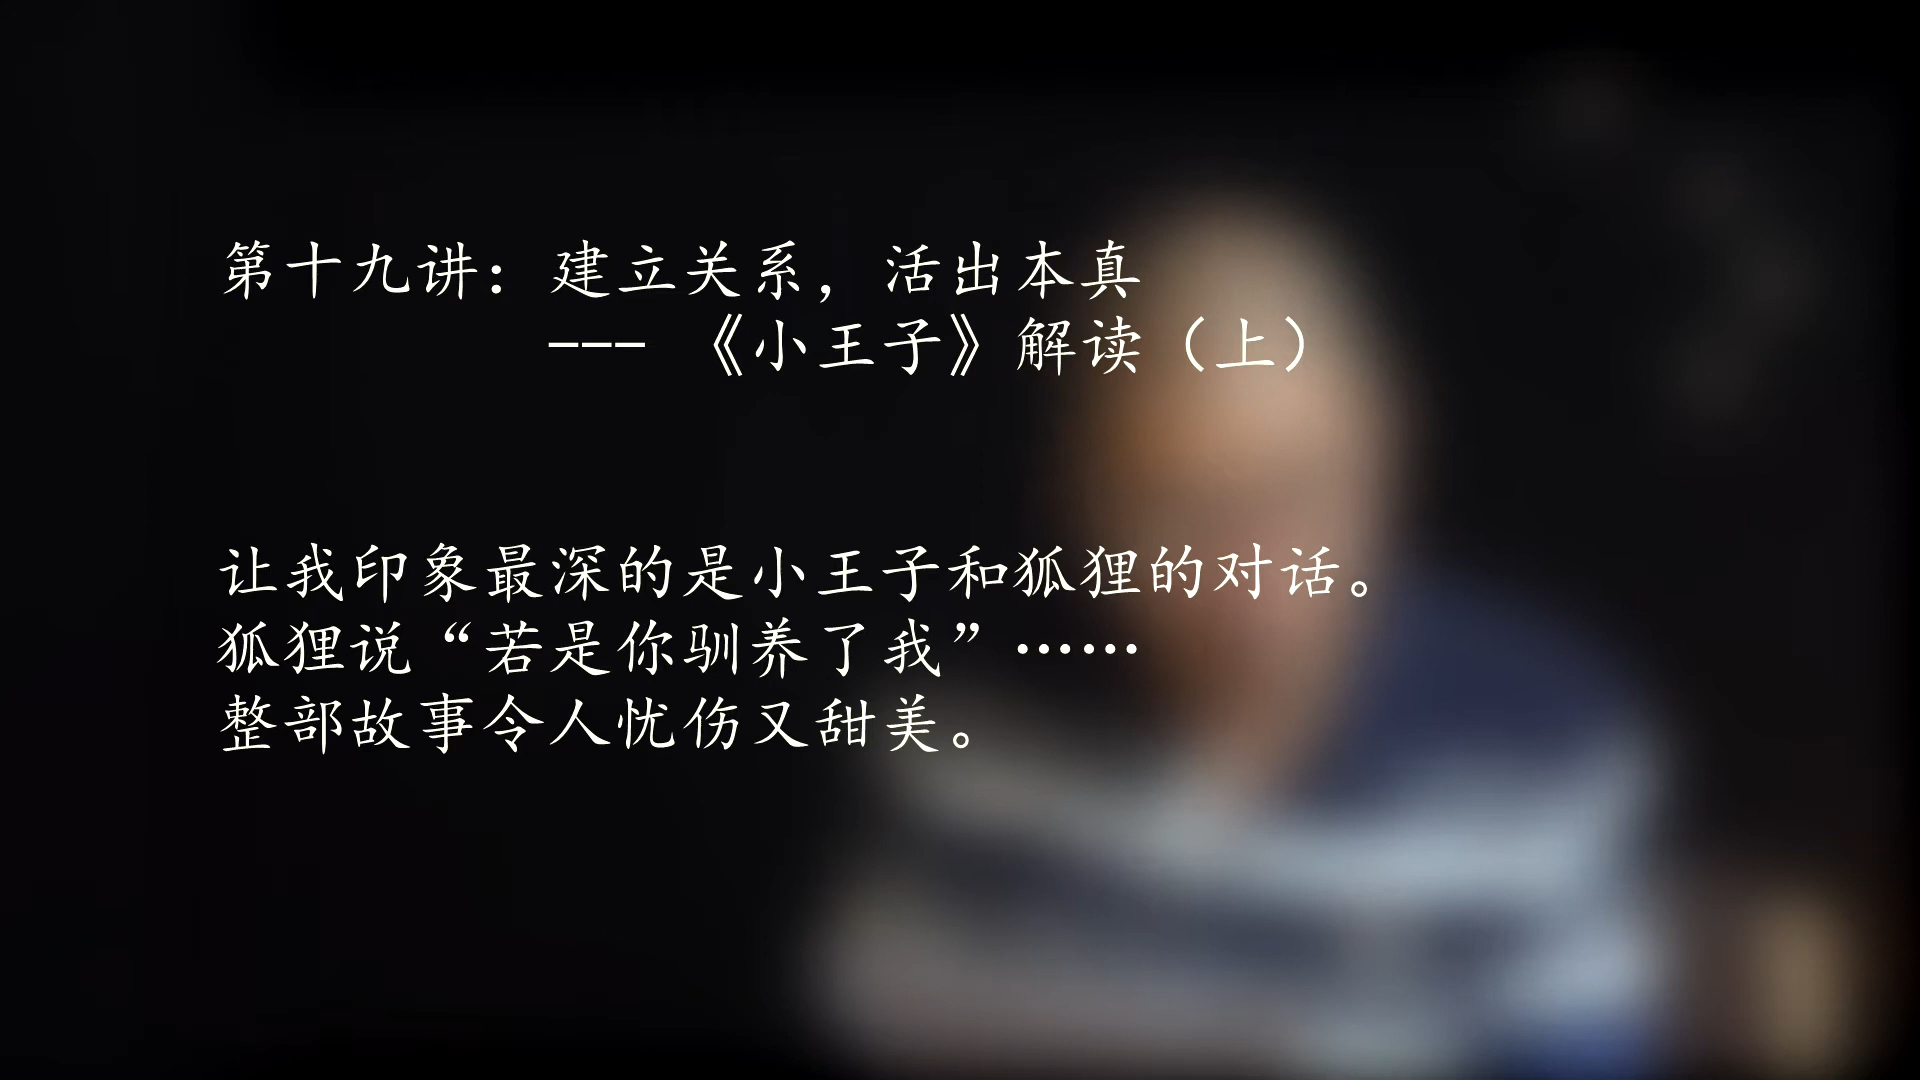 第十九讲：建立关系，活出本真
--- 《小王子》解读（上）
让我印象最深的是小王子和狐狸的对话。
狐狸说“若是你驯养了我”……
整部故事令人忧伤又甜美。